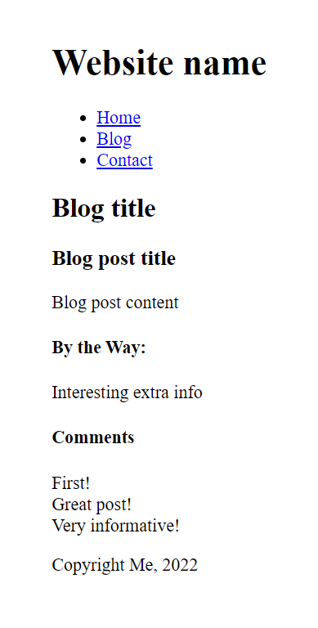 Website name
Home
Blog
Contact
Blog title
Blog post title
Blog post content
By the Way:
Interesting extra info
Comments
First!
Great post!
Very informative!
Copyright Me, 2022